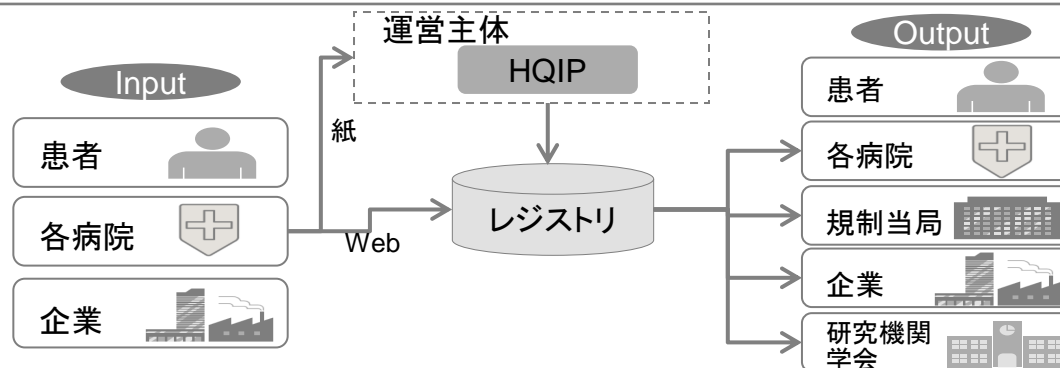 Input
患者
各病院
企業
紙
Web
運営主体
HQIP
レジストリ
Output
患者
各病院
規制当局
企業
研究機関
学会